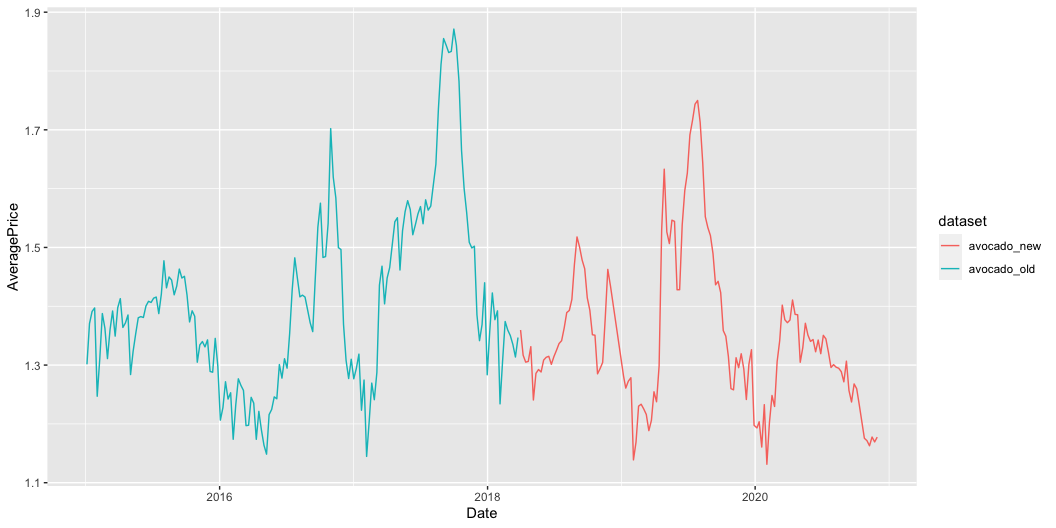 1.9
1.7
1.5
1.3
1.1
AveragePrice
2016
2018
2020
Date
dataset
avocado_new
avocado_old